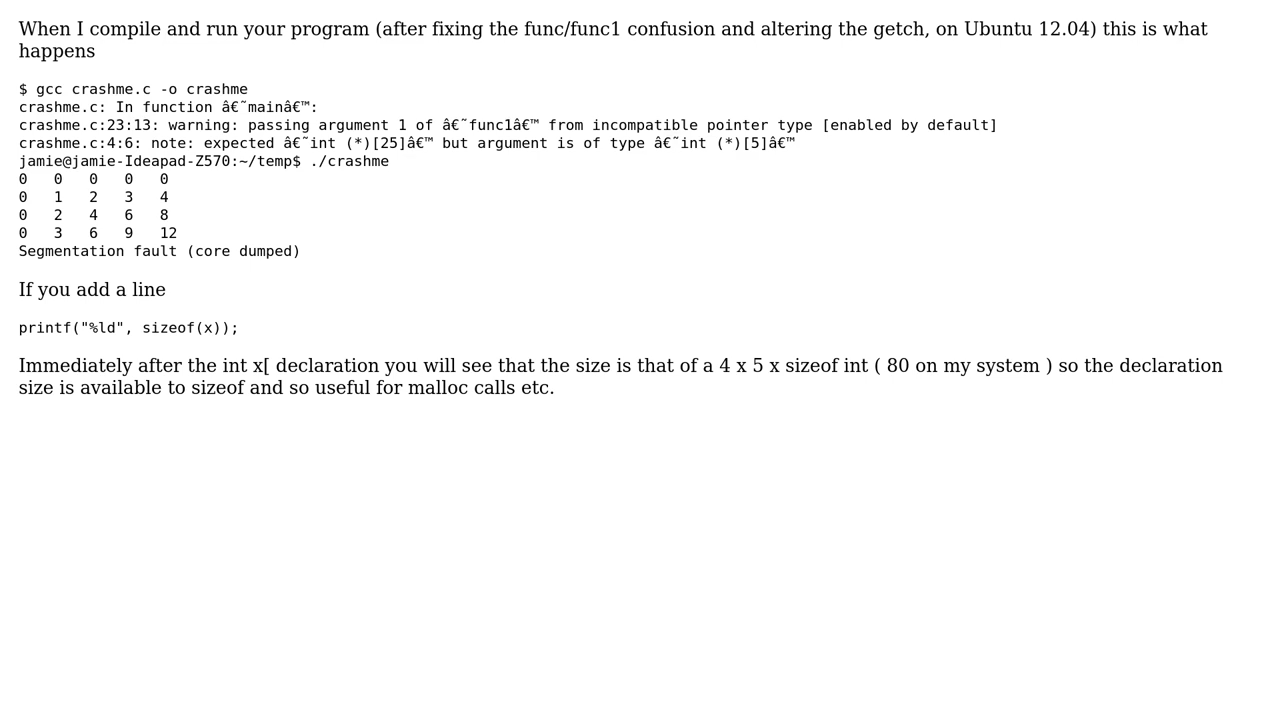 When I compile and run your program (after fixing the func/func1 confusion and altering the getch, on Ubuntu 12.04) this is what
happens
$ gcc crashme.c -o crashme
crashme.c: In function â€˜mainâ€™:
crashme.c:23:13: warning: passing argument 1 of â€˜func1â€™ from incompatible pointer type [enabled by default]
crashme.c:4:6: note: expected â€˜int (*)[25]â€™ but argument is of type â€˜int (*)[5]â€™
jamie@jamie-Ideapad-Z570:~/temp$ ./crashme
0   0   0   0   0
0   1   2   3   4
0   2   4   6   8
0   3   6   9   12
Segmentation fault (core dumped)
If you add a line
printf("%ld", sizeof(x));
Immediately after the int x[ declaration you will see that the size is that of a 4 x 5 x sizeof int ( 80 on my system ) so the declaration
size is available to sizeof and so useful for malloc calls etc.